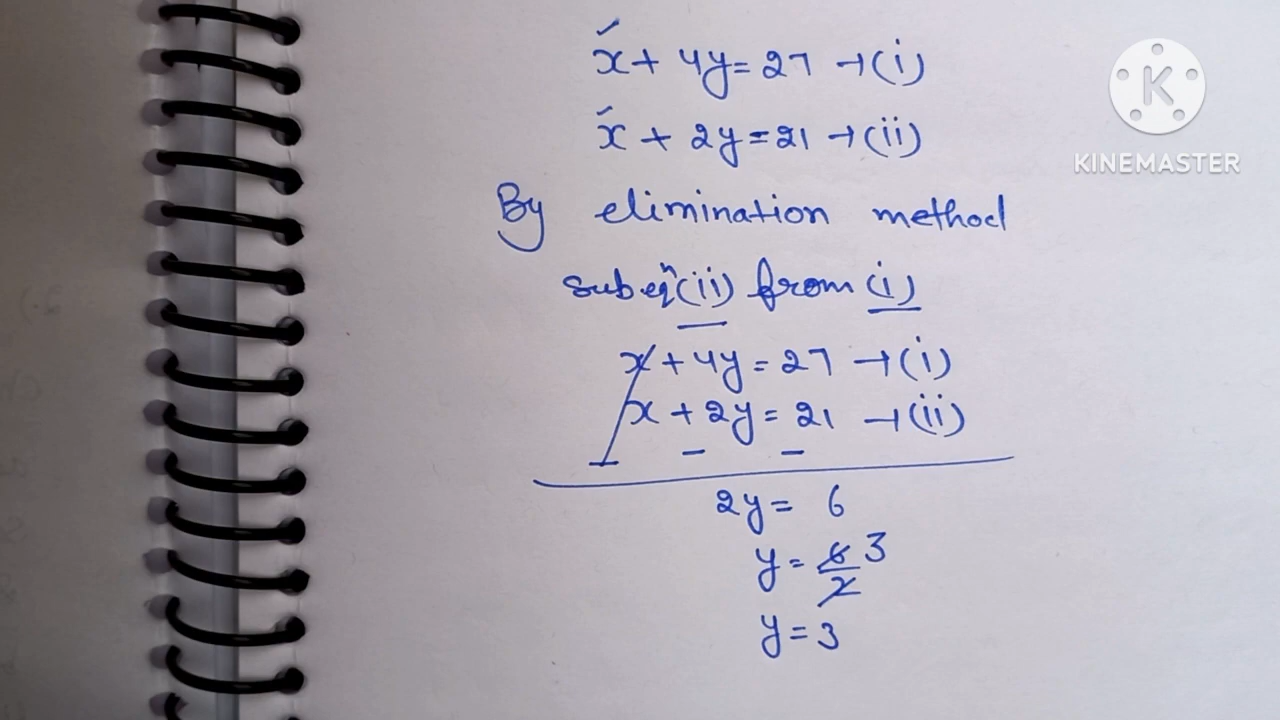 x + 4y = 27 → (i)
KINEMASTER
x + 2y = 21 → (ii)
By elimination method
sub eqⁿ (ii) from (i)
x + 4y = 27 → (i)
x + 2y = 21 → (ii)
- - -
2y = 6
y = 6/2 3
y = 3